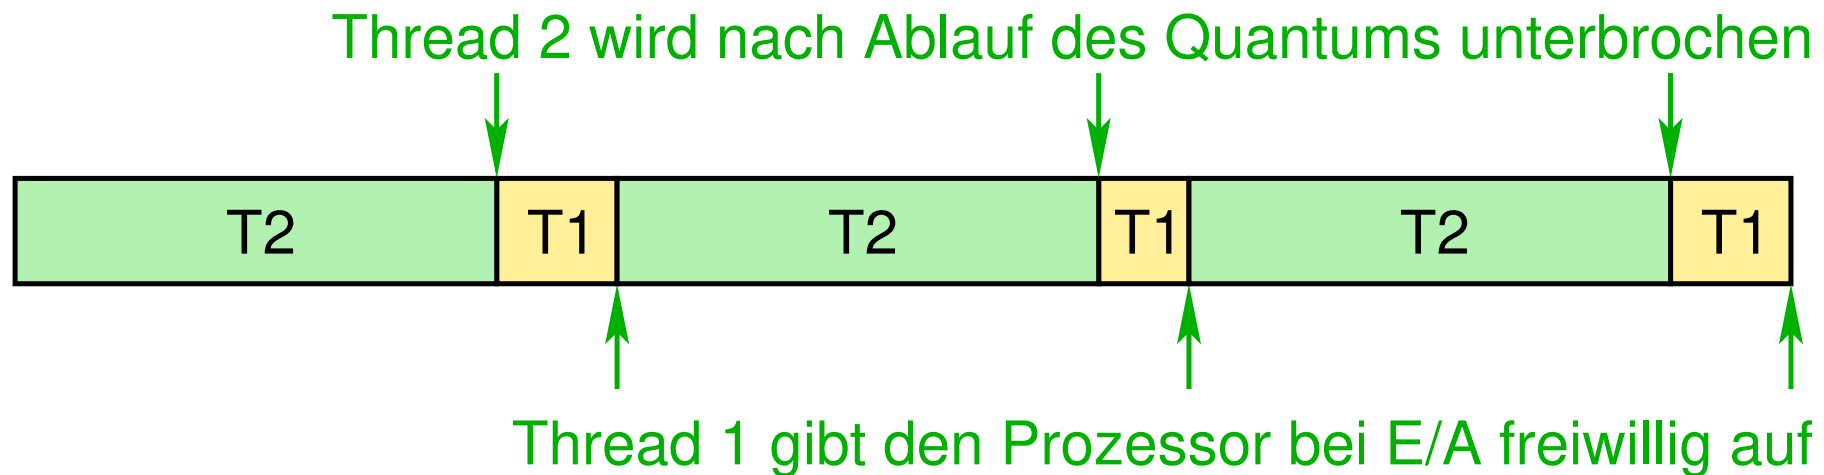 Thread 2 wird nach Ablauf des Quantums unterbrochen
T2 T1 T2 T1 T2 T1
Thread 1 gibt den Prozessor bei E/A freiwillig auf